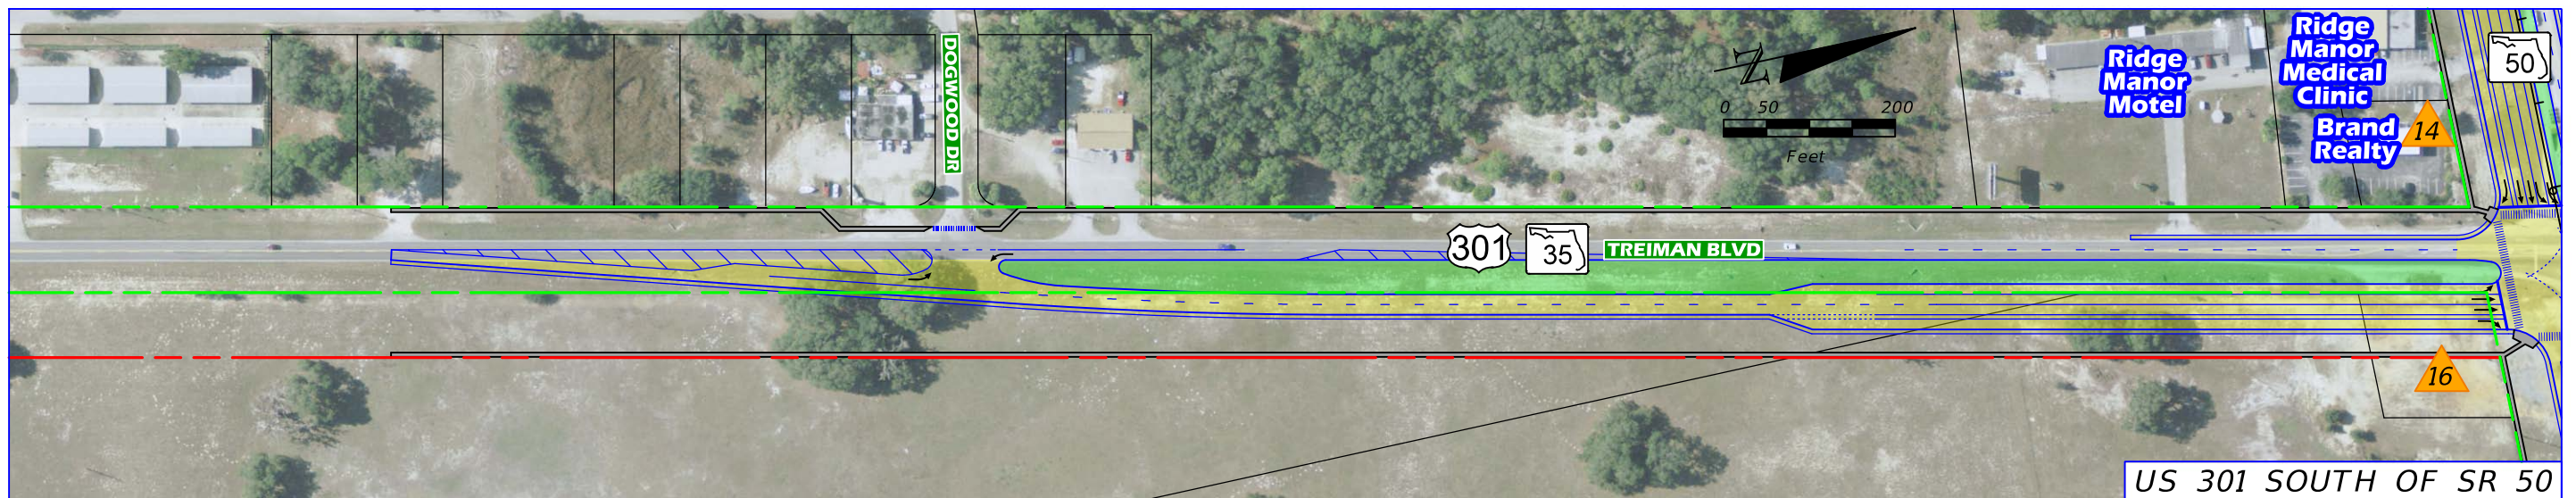 DOGWOOD DR
N
0 50 200
Feet
Ridge
Manor
Motel
Ridge
Manor
Medical
Clinic
Brand
Realty
14
50
301
35
TREIMAN BLVD
16
US 301 SOUTH OF SR 50